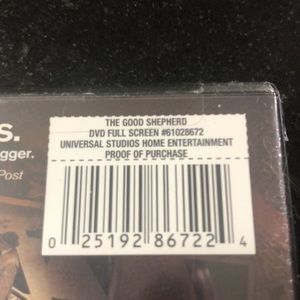 THE GOOD SHEPHERD
DVD FULL SCREEN #61028672
UNIVERSAL STUDIOS HOME ENTERTAINMENT
PROOF OF PURCHASE
s.
gger.
Post
0 25192 86722 4